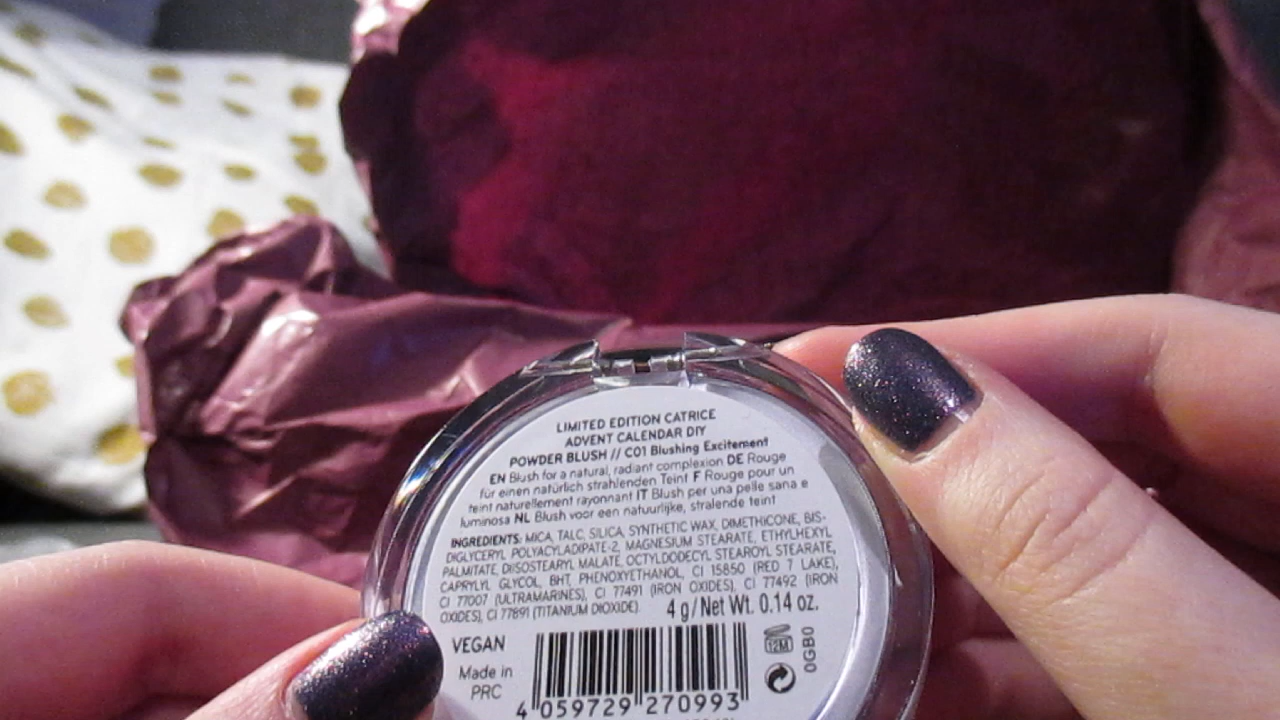 LIMITED EDITION CATRICE
ADVENT CALENDAR DIY
POWDER BLUSH // C01 Blushing Excitement
EN Blush for a natural, radiant complexion DE Rouge
für einen natürlich strahlenden Teint F Rouge pour un
teint naturellement rayonnant IT Blush per una pelle sana e
luminosa NL Blush voor een natuurlijke, stralende teint
INGREDIENTS: MICA, TALC, SILICA, SYNTHETIC WAX, DIMETHICONE, BIS-
DIGLYCERYL POLYACYLADIPATE-2, MAGNESIUM STEARATE, ETHYLHEXYL
PALMITATE, DIISOSTEARYL MALATE, OCTYLDODECYL STEAROYL STEARATE,
CAPRYLYL GLYCOL, BHT, PHENOXYETHANOL, CI 15850 (RED 7 LAKE),
CI 77007 (ULTRAMARINES), CI 77491 (IRON OXIDES), CI 77492 (IRON
OXIDES), CI 77891 (TITANIUM DIOXIDE). 4 g/Net Wt. 0.14 oz.
VEGAN
Made in
PRC
12M
0GB0
4 059729 270993